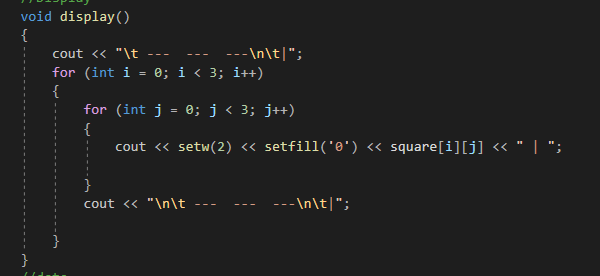 //Display
void display()
{
    cout << "\t ---  ---  ---\n\t|";
    for (int i = 0; i < 3; i++)
    {
        for (int j = 0; j < 3; j++)
        {
            cout << setw(2) << setfill('0') << square[i][j] << " | ";
        }
        cout << "\n\t ---  ---  ---\n\t|";
    }
}
//data